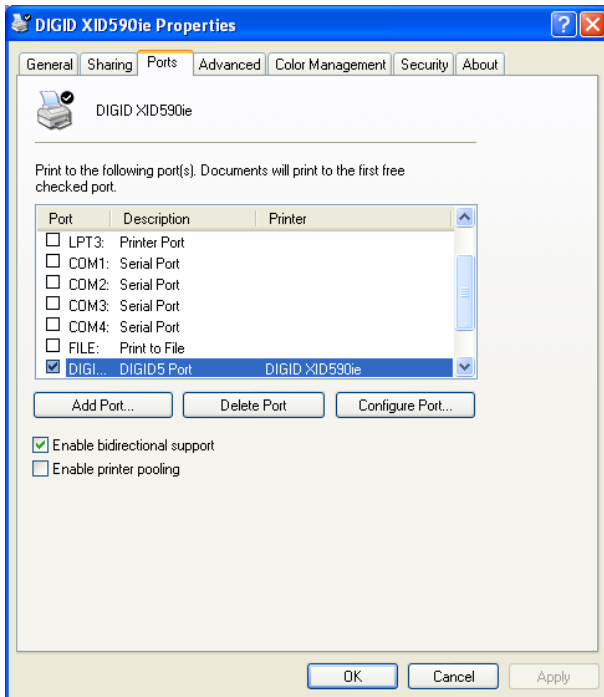 DIGID XID590ie Properties
General Sharing Ports Advanced Color Management Security About
DIGID XID590ie
Print to the following port(s). Documents will print to the first free
checked port.
Port Description Printer
LPT3: Printer Port
COM1: Serial Port
COM2: Serial Port
COM3: Serial Port
COM4: Serial Port
FILE: Print to File
DIGI... DIGID5 Port DIGID XID590ie
Add Port... Delete Port Configure Port...
Enable bidirectional support
Enable printer pooling
OK Cancel Apply